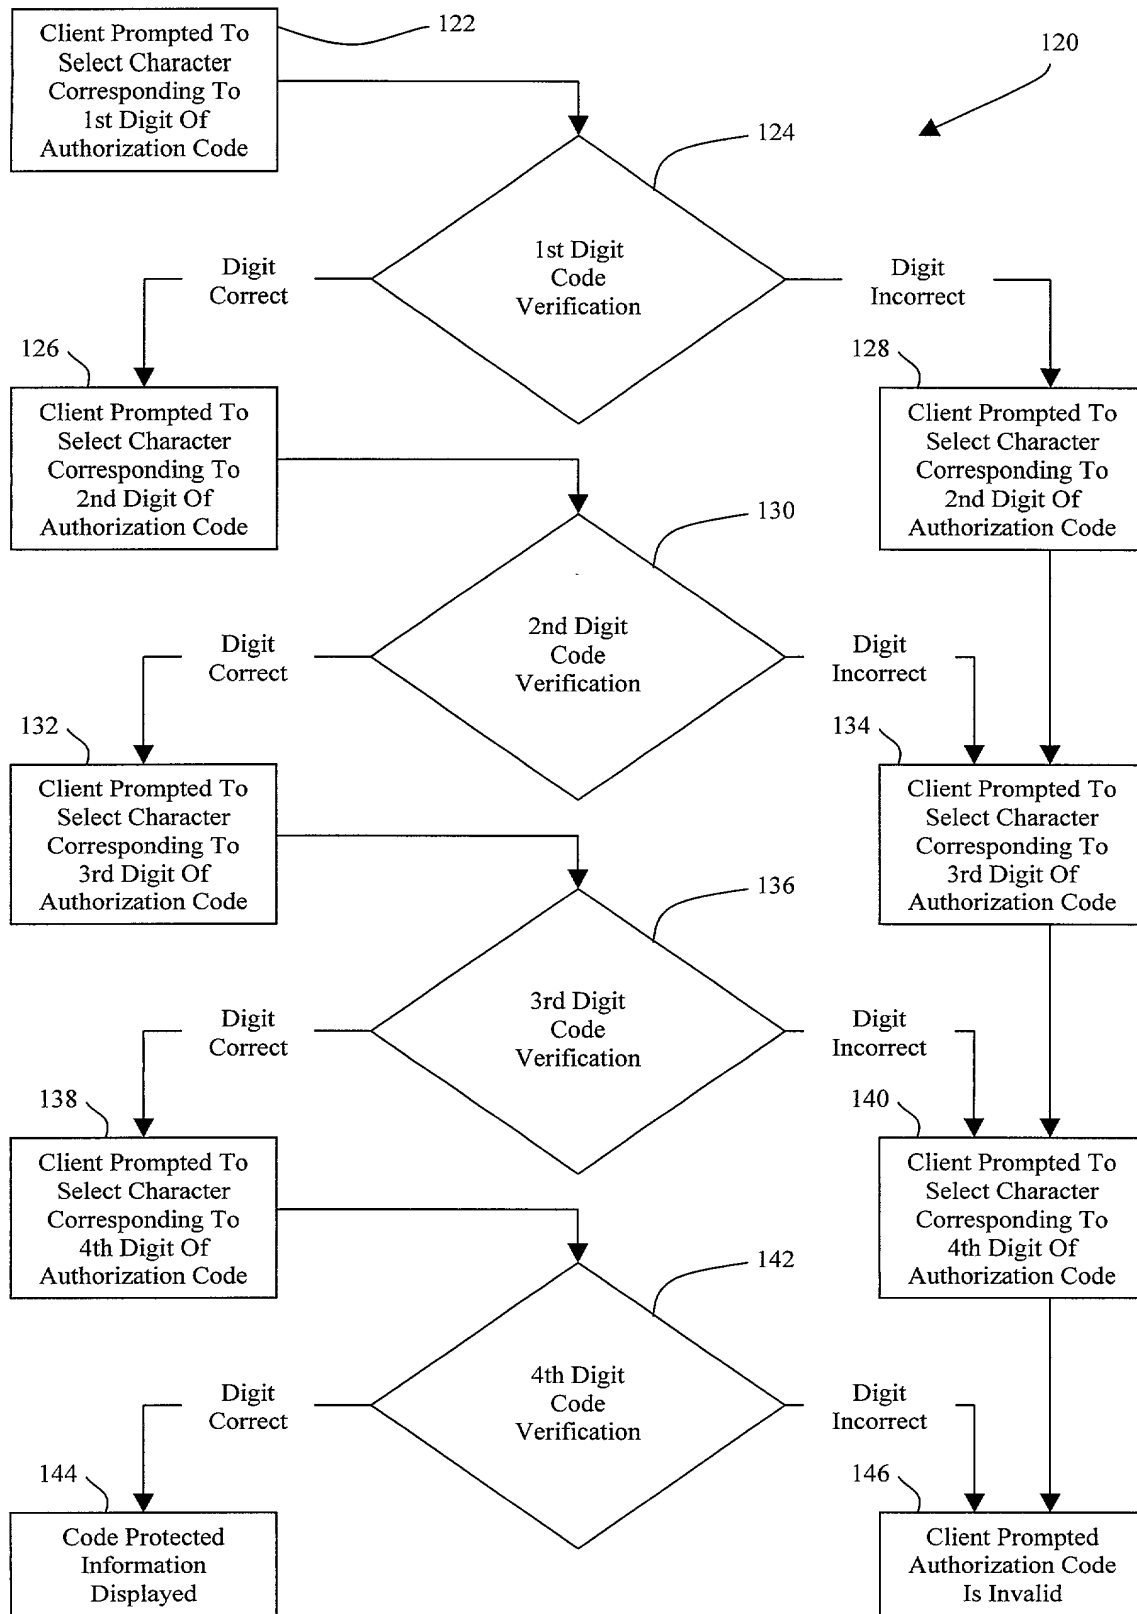 Client Prompted To
Select Character
Corresponding To
1st Digit Of
Authorization Code
122
120
124
1st Digit
Code
Verification
Digit
Correct
Digit
Incorrect
126
128
Client Prompted To
Select Character
Corresponding To
2nd Digit Of
Authorization Code
Client Prompted To
Select Character
Corresponding To
2nd Digit Of
Authorization Code
130
2nd Digit
Code
Verification
Digit
Correct
Digit
Incorrect
132
134
Client Prompted To
Select Character
Corresponding To
3rd Digit Of
Authorization Code
Client Prompted To
Select Character
Corresponding To
3rd Digit Of
Authorization Code
136
3rd Digit
Code
Verification
Digit
Correct
Digit
Incorrect
138
140
Client Prompted To
Select Character
Corresponding To
4th Digit Of
Authorization Code
Client Prompted To
Select Character
Corresponding To
4th Digit Of
Authorization Code
142
4th Digit
Code
Verification
Digit
Correct
Digit
Incorrect
144
146
Code Protected
Information
Displayed
Client Prompted
Authorization Code
Is Invalid